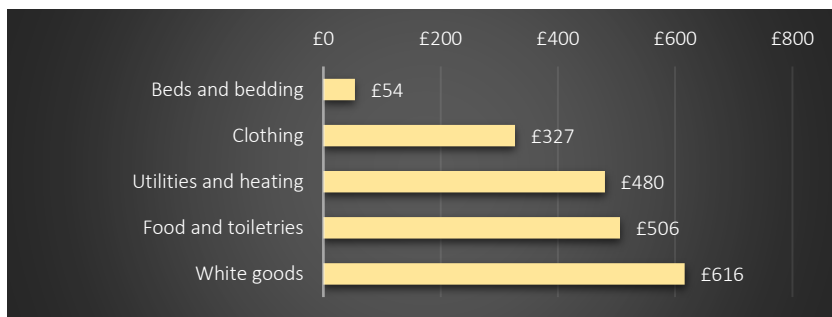 £0 £200 £400 £600 £800
Beds and bedding £54
Clothing £327
Utilities and heating £480
Food and toiletries £506
White goods £616